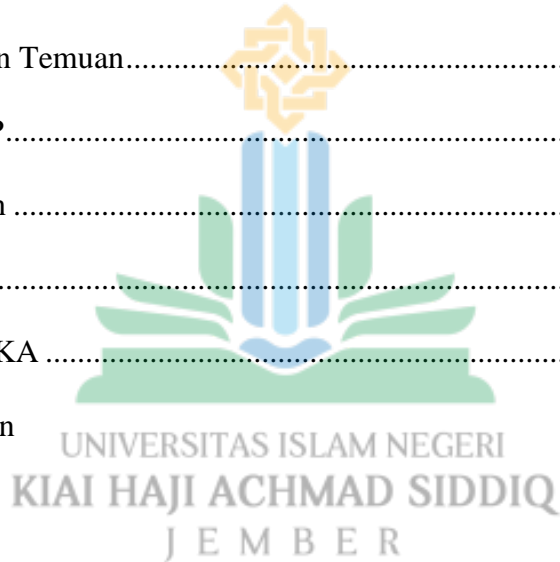 n Temuan..............................................................
P..............................................................................
n ..............................................................................
..............................................................................
KA ..........................................................................
n
UNIVERSITAS ISLAM NEGERI
KIAI HAJI ACHMAD SIDDIQ
J E M B E R